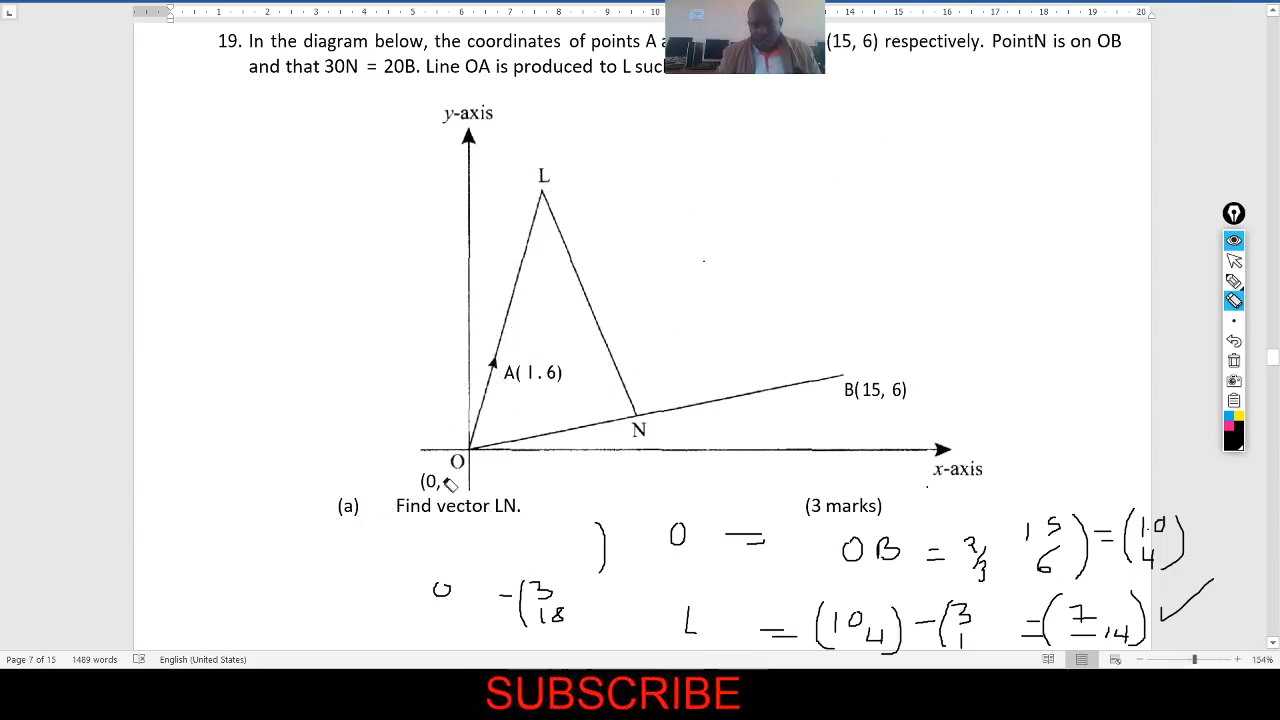 19. In the diagram below, the coordinates of points A a (15, 6) respectively. PointN is on OB
and that 30N = 20B. Line OA is produced to L suc
y-axis
L
A( 1 . 6)
B(15, 6)
N
O
x-axis
(0,
(a) Find vector LN. (3 marks)
) O = OB = 2/3 15 6 ) = (10 4)
O -(3 18 L = (10 4) - (3 1 = (7 -14)
Page 7 of 15 1489 words English (United States) 154%
SUBSCRIBE